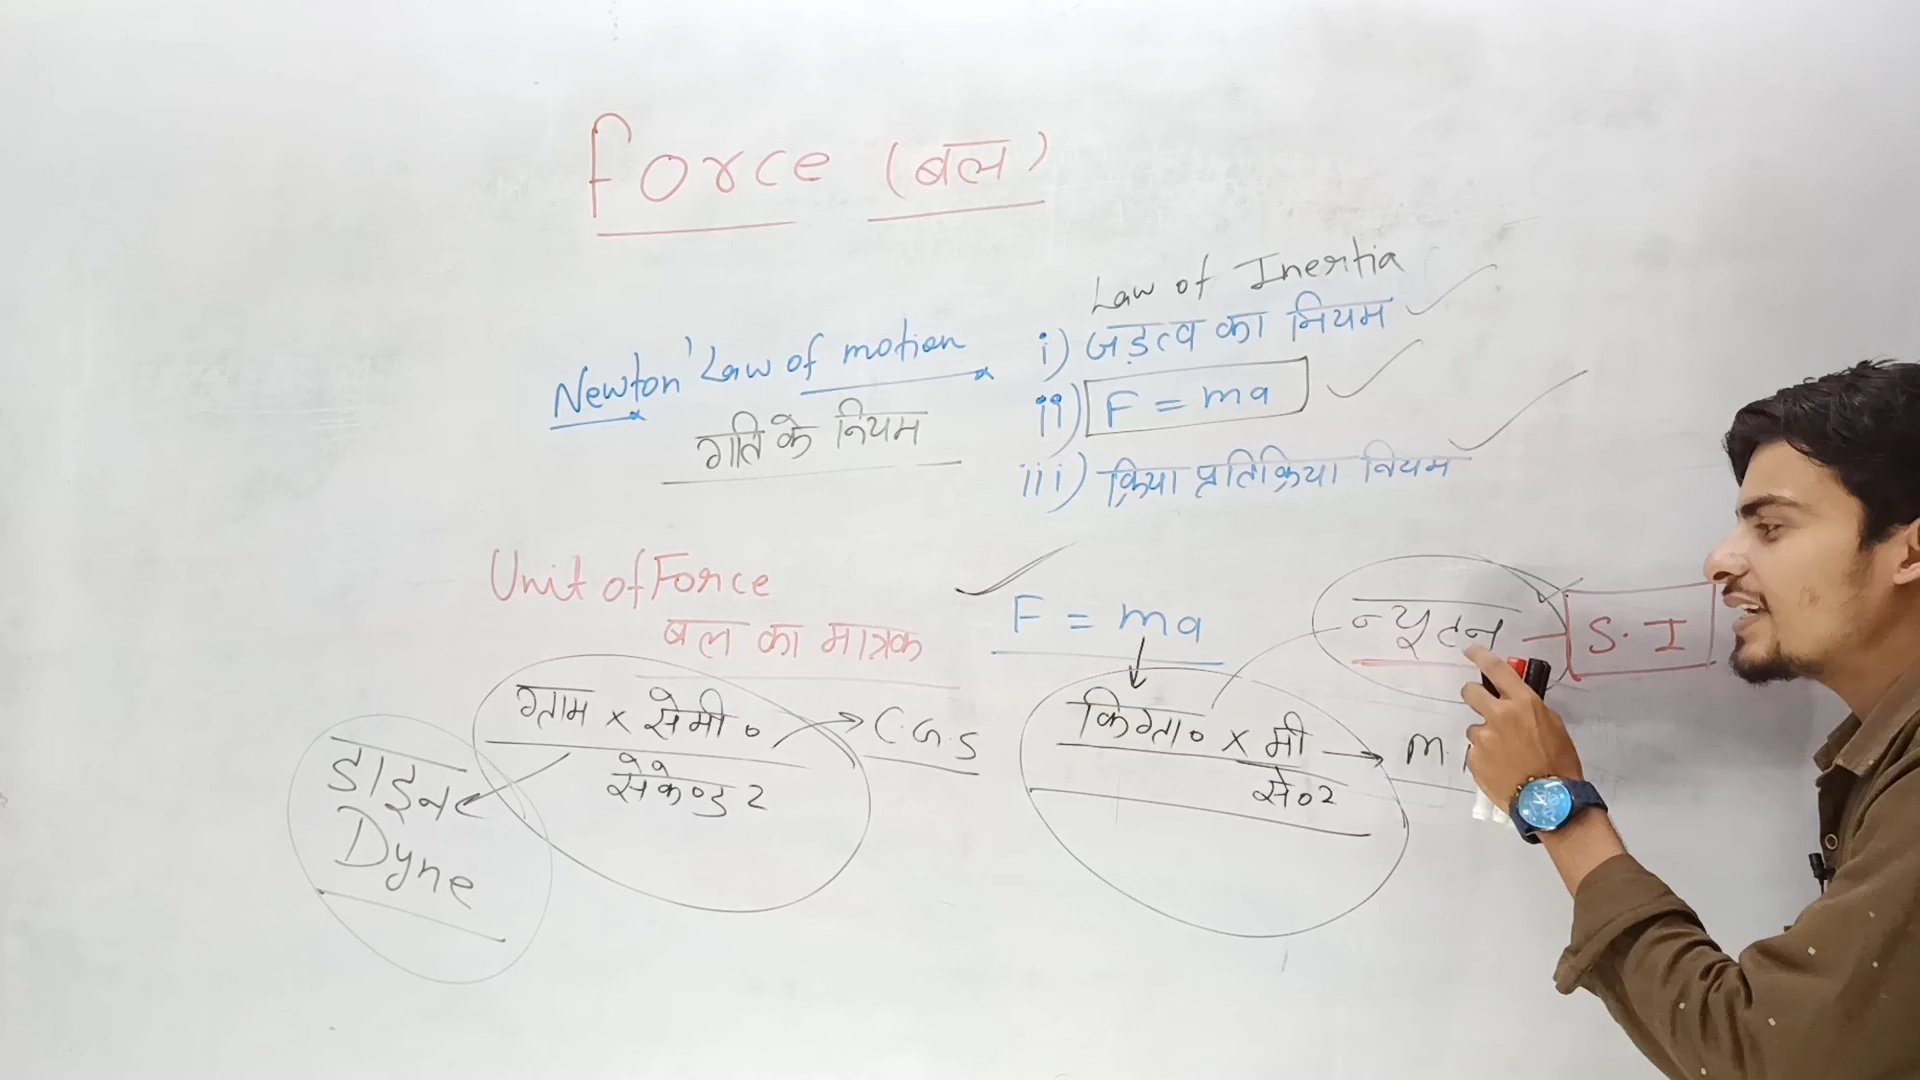 Force (बल)
Law of Inertia
Newton' Law of motion
i) जड़त्व का नियम
गति के नियम
ii) F = ma
iii) क्रिया प्रतिक्रिया नियम
Unit of Force
बल का मात्रक
F = ma
न्यूटन
S.I
ग्राम x सेमी० C.G.S
सेकेण्ड 2
डाइन
Dyne
किग्रा० x मी M.
से०2